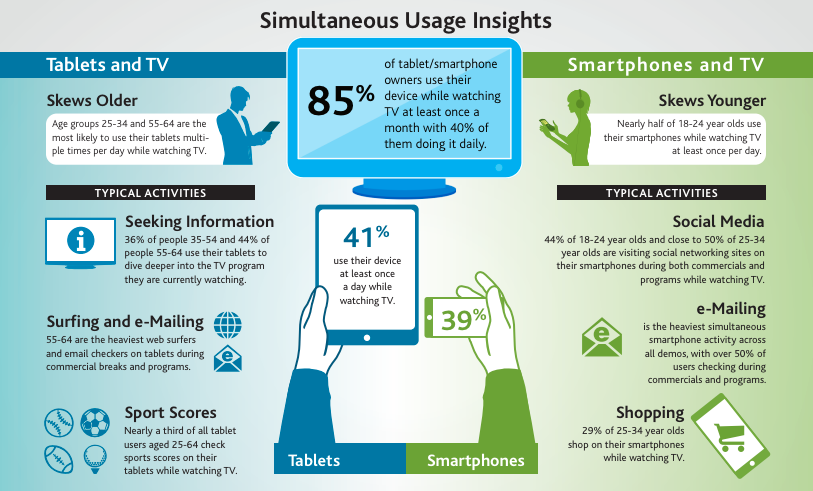 Simultaneous Usage Insights
Tablets and TV
Skews Older
Age groups 25-34 and 55-64 are the
most likely to use their tablets multi-
ple times per day while watching TV.
85%
of tablet/smartphone
owners use their
device while watching
TV at least once a
month with 40% of
them doing it daily.
Smartphones and TV
Skews Younger
Nearly half of 18-24 year olds use
their smartphones while watching TV
at least once per day.
TYPICAL ACTIVITIES
Seeking Information
36% of people 35-54 and 44% of
people 55-64 use their tablets to
dive deeper into the TV program
they are currently watching.
Surfing and e-Mailing
55-64 are the heaviest web surfers
and email checkers on tablets during
commercial breaks and programs.
Sport Scores
Nearly a third of all tablet
users aged 25-64 check
sports scores on their
tablets while watching TV.
41%
use their device
at least once
a day while
watching TV.
39%
Tablets
Smartphones
TYPICAL ACTIVITIES
Social Media
44% of 18-24 year olds and close to 50% of 25-34
year olds are visiting social networking sites on
their smartphones during both commercials and
programs while watching TV.
e-Mailing
is the heaviest simultaneous
smartphone activity across
all demos, with over 50% of
users checking during
commercials and programs.
Shopping
29% of 25-34 year olds
shop on their smartphones
while watching TV.